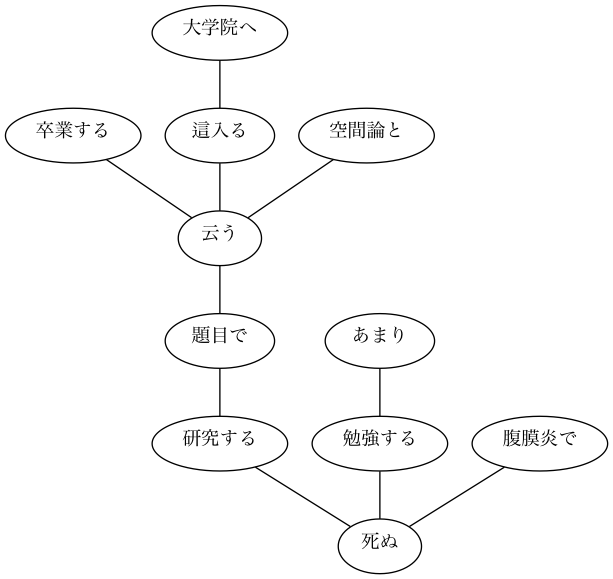 大学院へ
卒業する
這入る
空間論と
云う
題目で
あまり
研究する
勉強する
腹膜炎で
死ぬ